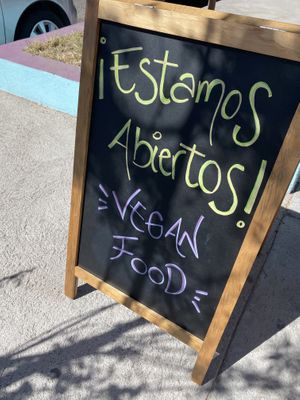 ¡Estamos
Abiertos!
VEGAN
FOOD